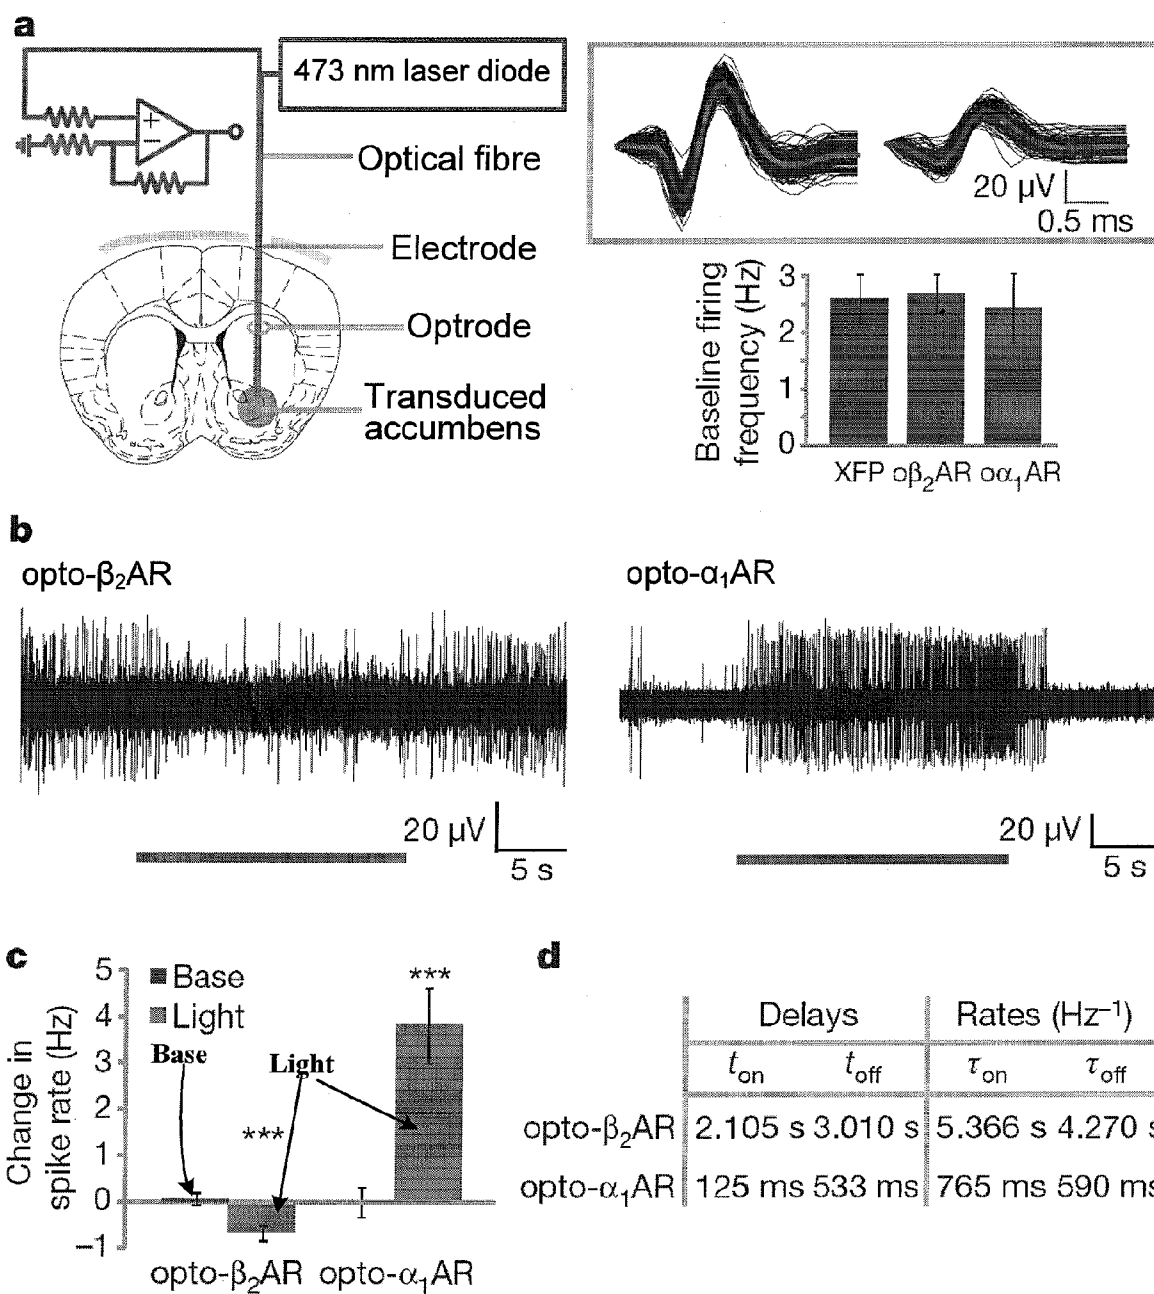 a
473 nm laser diode
+
−
Optical fibre
Electrode
Optrode
Transduced
accumbens
20 µV
0.5 ms
Baseline firing
frequency (Hz)
3
2
1
0
XFP oβ₂AR oα₁AR
b
opto-β₂AR
opto-α₁AR
20 µV
5 s
20 µV
5 s
c
Change in
spike rate (Hz)
5
4
3
2
1
0
−1
Base
Light
Base
Light
***
***
opto-β₂AR opto-α₁AR
d
Delays Rates (Hz⁻¹)
t_on t_off τ_on τ_off
opto-β₂AR 2.105 s 3.010 s 5.366 s 4.270 s
opto-α₁AR 125 ms 533 ms 765 ms 590 ms